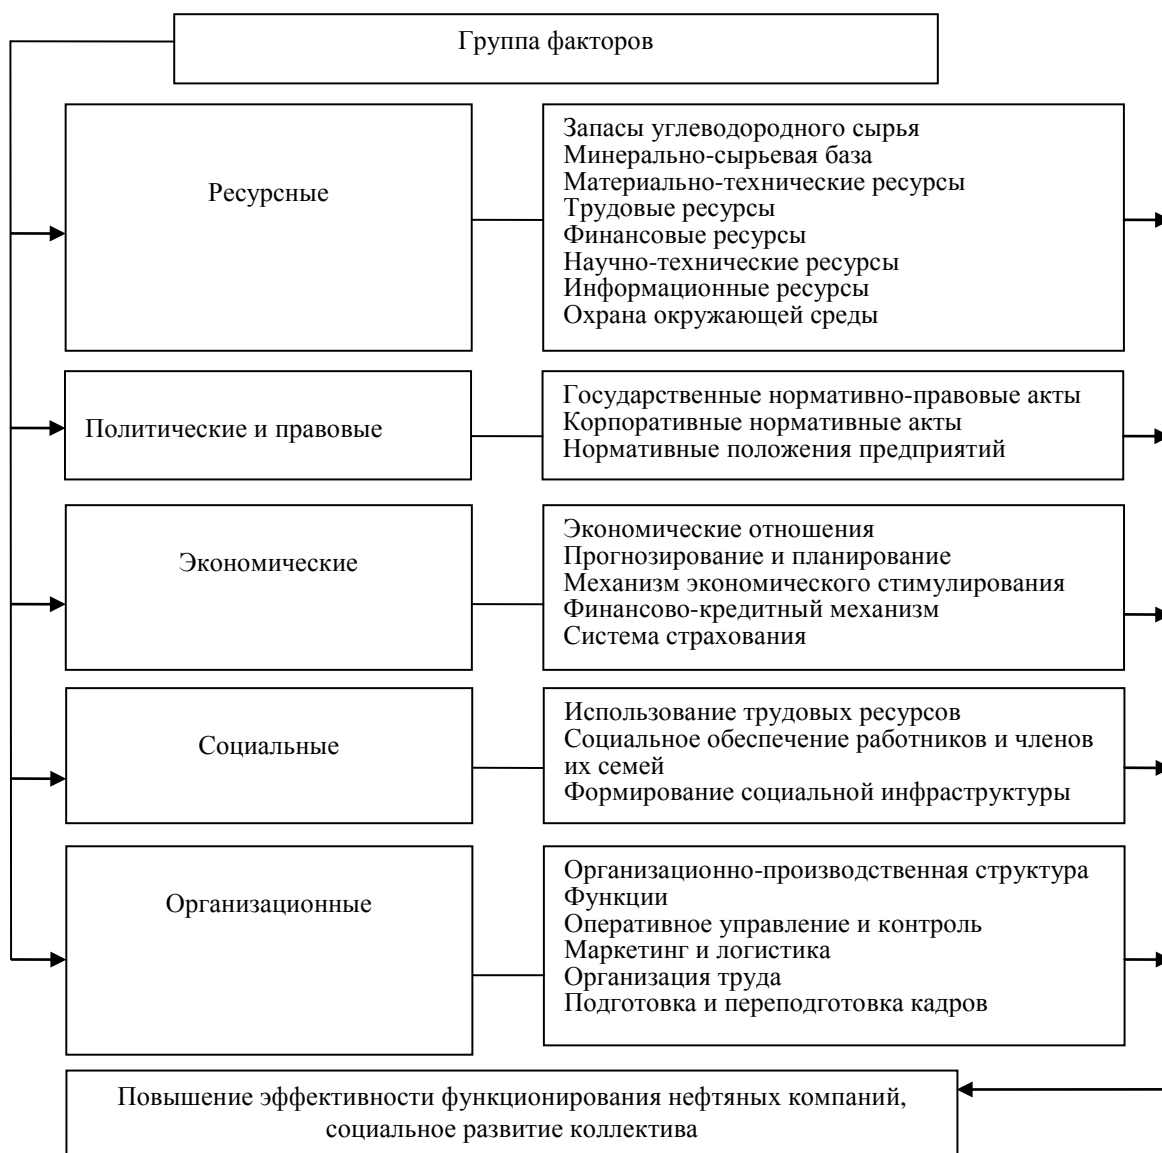 Группа факторов
Ресурсные
Запасы углеводородного сырья
Минерально-сырьевая база
Материально-технические ресурсы
Трудовые ресурсы
Финансовые ресурсы
Научно-технические ресурсы
Информационные ресурсы
Охрана окружающей среды
Политические и правовые
Государственные нормативно-правовые акты
Корпоративные нормативные акты
Нормативные положения предприятий
Экономические
Экономические отношения
Прогнозирование и планирование
Механизм экономического стимулирования
Финансово-кредитный механизм
Система страхования
Социальные
Использование трудовых ресурсов
Социальное обеспечение работников и членов
их семей
Формирование социальной инфраструктуры
Организационные
Организационно-производственная структура
Функции
Оперативное управление и контроль
Маркетинг и логистика
Организация труда
Подготовка и переподготовка кадров
Повышение эффективности функционирования нефтяных компаний,
социальное развитие коллектива